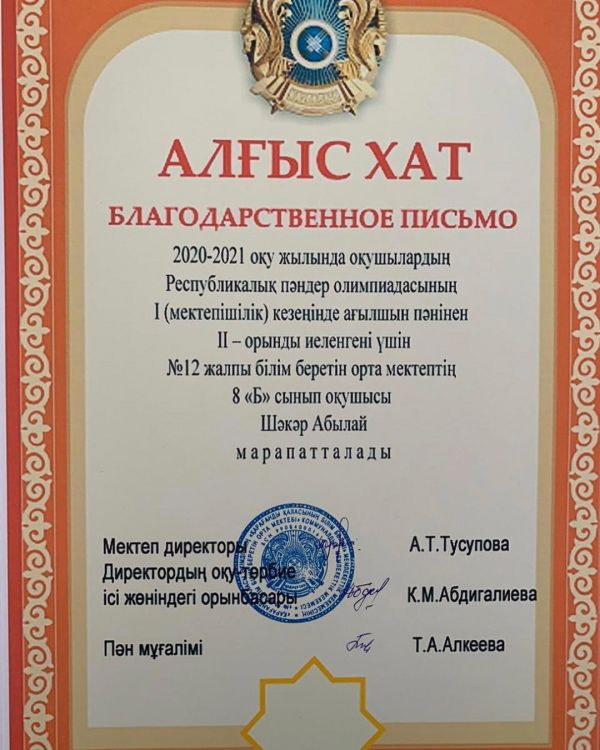 ҚАЗАҚСТАН
АЛҒЫС ХАТ
БЛАГОДАРСТВЕННОЕ ПИСЬМО
2020-2021 оқу жылында оқушылардың
Республикалық пәндер олимпиадасының
I (мектепішілік) кезеңінде ағылшын пәнінен
II – орынды иеленгені үшін
№12 жалпы білім беретін орта мектептің
8 «Б» сынып оқушысы
Шәкәр Абылай
марапатталады
Мектеп директоры А.Т.Тусупова
Директордың оқу-тәрбие
ісі жөніндегі орынбасары К.М.Абдигалиева
Пән мұғалімі Т.А.Алкеева